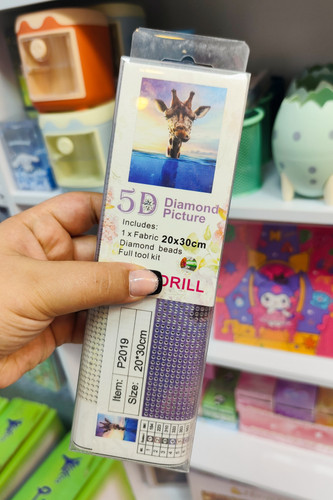 5D Diamond
Picture
Includes:
1 x Fabric 20x30cm
Diamond beads
Full tool kit
DRILL
Item: P2019
Size: 20*30cm